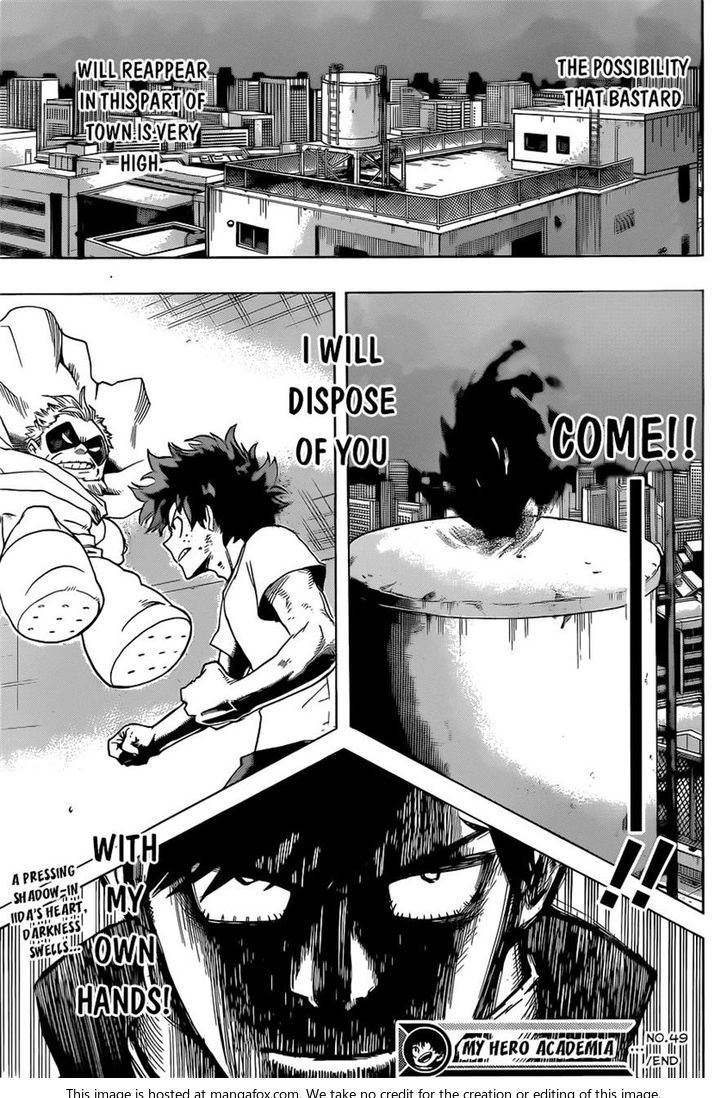 THE POSSIBILITY
THAT BASTARD
WILL REAPPEAR
IN THIS PART OF
TOWN IS VERY
HIGH.
COME!!
!!
I WILL
DISPOSE
OF YOU
WITH
MY
OWN
HANDS!
A PRESSING
SHADOW-IN
IIDA'S HEART,
DARKNESS
SWELLS...
MY HERO ACADEMIA
NO.49
/END
This image is hosted at mangafox.com. We take no credit for the creation or editing of this image.